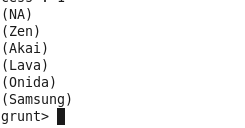 (NA)
(Zen)
(Akai)
(Lava)
(Onida)
(Samsung)
grunt>